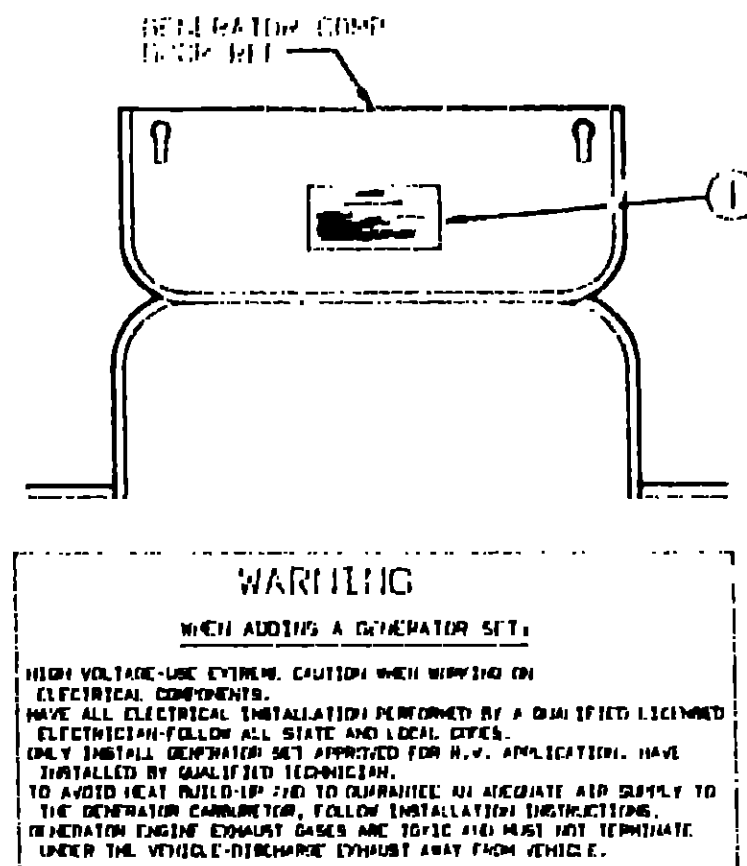 GENERATOR COMP
DOOR REF
1
WARNING
WHEN ADDING A GENERATOR SET:
HIGH VOLTAGE-USE EXTREME CAUTION WHEN WORKING ON
ELECTRICAL COMPONENTS.
HAVE ALL ELECTRICAL INSTALLATION PERFORMED BY A QUALIFIED LICENSED
ELECTRICIAN-FOLLOW ALL STATE AND LOCAL CODES.
ONLY INSTALL GENERATOR SET APPROVED FOR R.V. APPLICATION. HAVE
INSTALLED BY QUALIFIED TECHNICIAN.
TO AVOID HEAT BUILD-UP AND TO GUARANTEE AN ADEQUATE AIR SUPPLY TO
THE GENERATOR CARBURETOR, FOLLOW INSTALLATION INSTRUCTIONS.
GENERATOR ENGINE EXHAUST GASES ARE TOXIC AND MUST NOT TERMINATE
UNDER THE VEHICLE-DISCHARGE EXHAUST AWAY FROM VEHICLE.